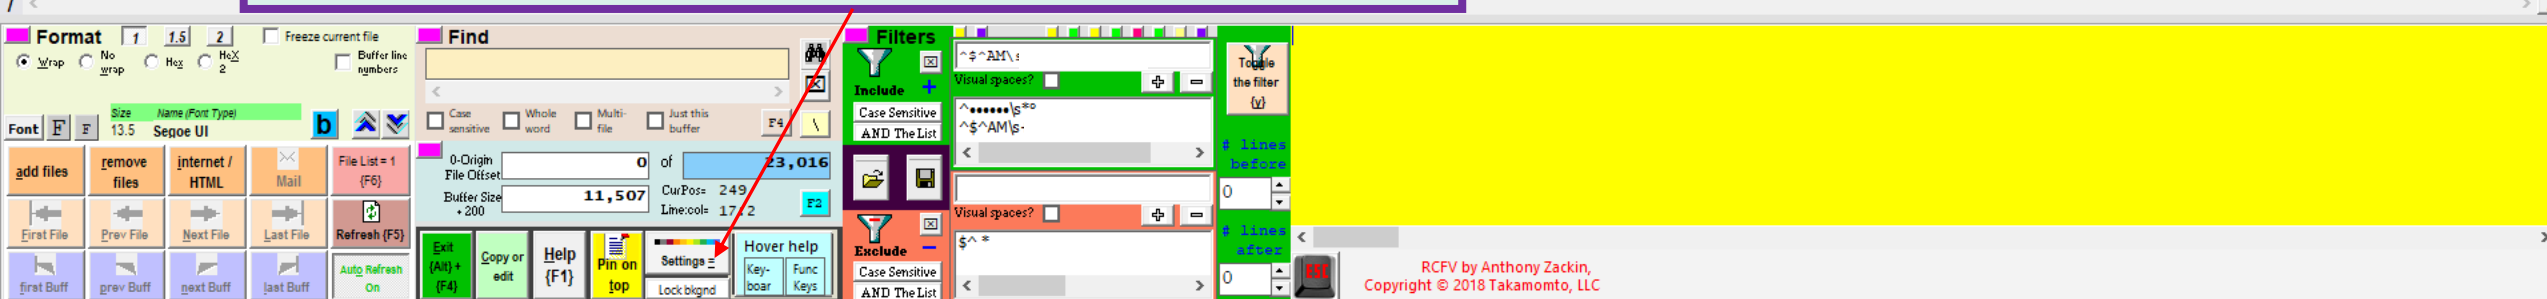 Format 1 1.5 2 Freeze current file
Wrap No wrap Hex HeX 2 Buffer line numbers
Size Name (Font Type)
Font F F 13.5 Segoe UI b
add files remove files internet / HTML Mail File List = 1 {F6}
First File Prev File Next File Last File Refresh {F5}
first Buff prev Buff next Buff last Buff Auto Refresh On
Find
Case sensitive Whole word Multi-file Just this buffer F4 \
0-Origin File Offset 0 of 23,016
Buffer Size + 200 11,507 CurPos= 249 Line:col= 17.2 F2
Exit {Alt} + {F4} Copy or edit Help {F1} Pin on top Settings = Lock bkgnd Hover help Key-boar Func Keys
Filters
Include +
Case Sensitive
AND The List
^$^AM\s
Visual spaces? + -
^••••••\s*º
^$^AM\s-
Visual spaces? + -
Exclude -
Case Sensitive
AND The List
$^ *
Toggle the filter {v}
# lines before
0
# lines after
0
ESC
RCFV by Anthony Zackin,
Copyright © 2018 Takamomto, LLC